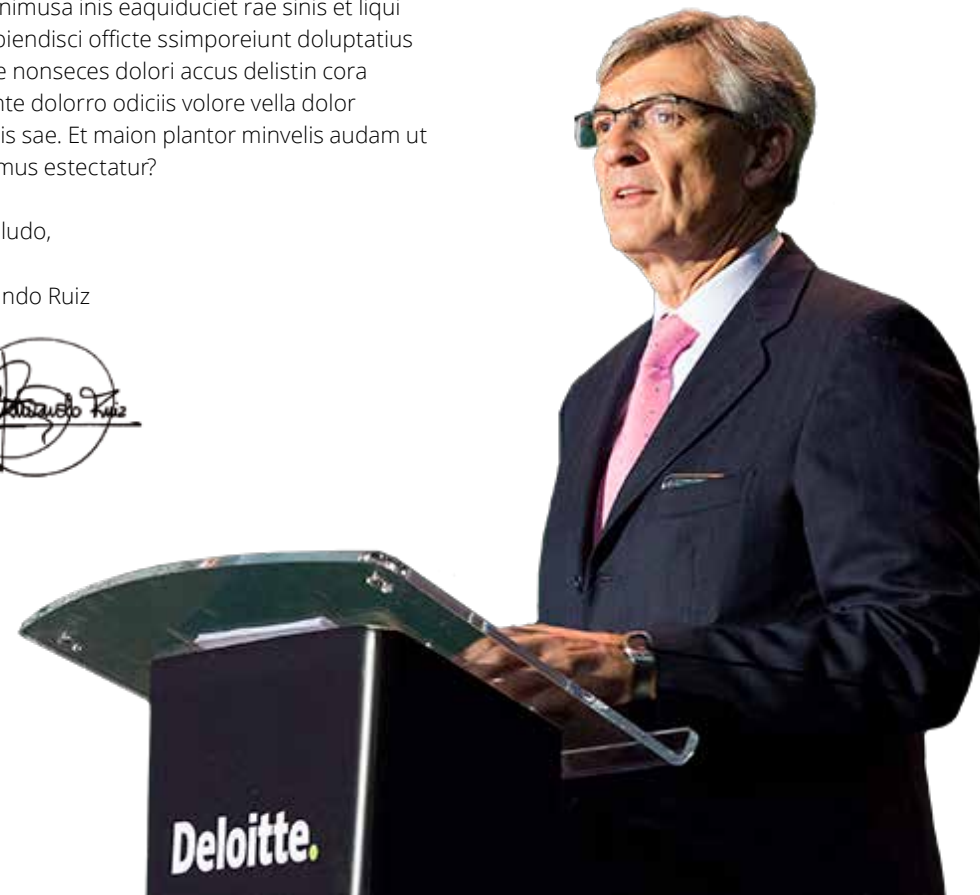 nimusa inis eaquiduciet rae sinis et liqui
piendisci officte ssimporeiunt doluptatius
e nonseces dolori accus delistin cora
nte dolorro odiciis volore vella dolor
is sae. Et maion plantor minvelis audam ut
mus estectatur?
ludo,
ndo Ruiz
Ruiz
Deloitte.